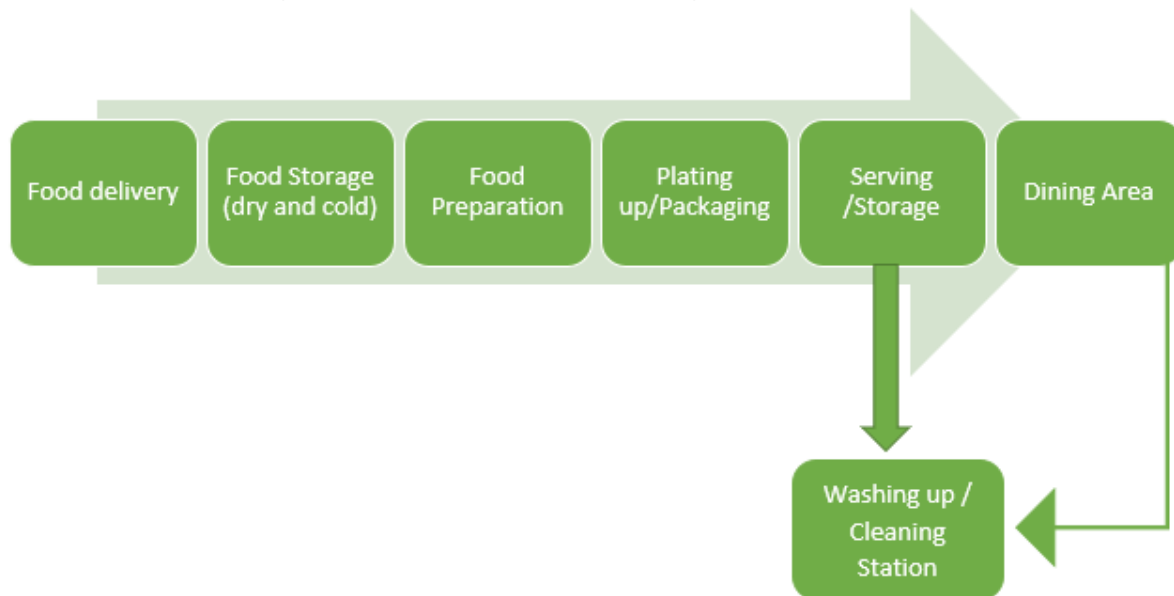 Food delivery
Food Storage
(dry and cold)
Food
Preparation
Plating
up/Packaging
Serving
/Storage
Dining Area
Washing up /
Cleaning
Station